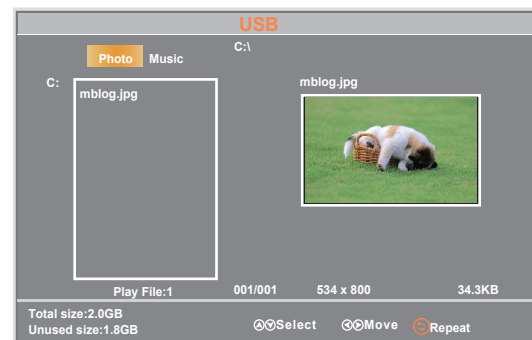 USB
Photo Music
C:\
C:
mblog.jpg
mblog.jpg
Play File:1
001/001 534 x 800 34.3KB
Total size:2.0GB
Unused size:1.8GB
Select Move Repeat